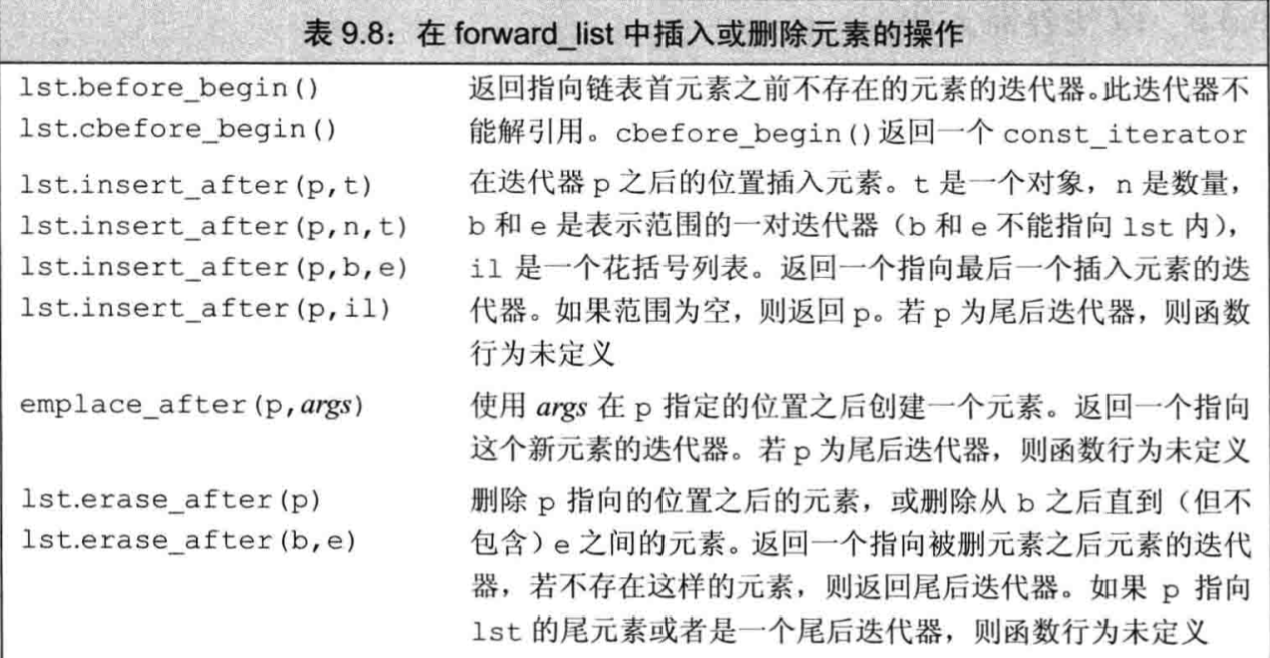 表 9.8：在 forward_list 中插入或删除元素的操作
lst.before_begin()
lst.cbefore_begin()
返回指向链表首元素之前不存在的元素的迭代器。此迭代器不
能解引用。cbefore_begin()返回一个 const_iterator
lst.insert_after(p,t)
lst.insert_after(p,n,t)
lst.insert_after(p,b,e)
lst.insert_after(p,il)
在迭代器 p 之后的位置插入元素。t 是一个对象，n 是数量，
b 和 e 是表示范围的一对迭代器（b 和 e 不能指向 lst 内），
il 是一个花括号列表。返回一个指向最后一个插入元素的迭
代器。如果范围为空，则返回 p。若 p 为尾后迭代器，则函数
行为未定义
emplace_after(p,args)
使用 args 在 p 指定的位置之后创建一个元素。返回一个指向
这个新元素的迭代器。若 p 为尾后迭代器，则函数行为未定义
lst.erase_after(p)
lst.erase_after(b,e)
删除 p 指向的位置之后的元素，或删除从 b 之后直到（但不
包含）e 之间的元素。返回一个指向被删元素之后元素的迭代
器，若不存在这样的元素，则返回尾后迭代器。如果 p 指向
lst 的尾元素或者是一个尾后迭代器，则函数行为未定义